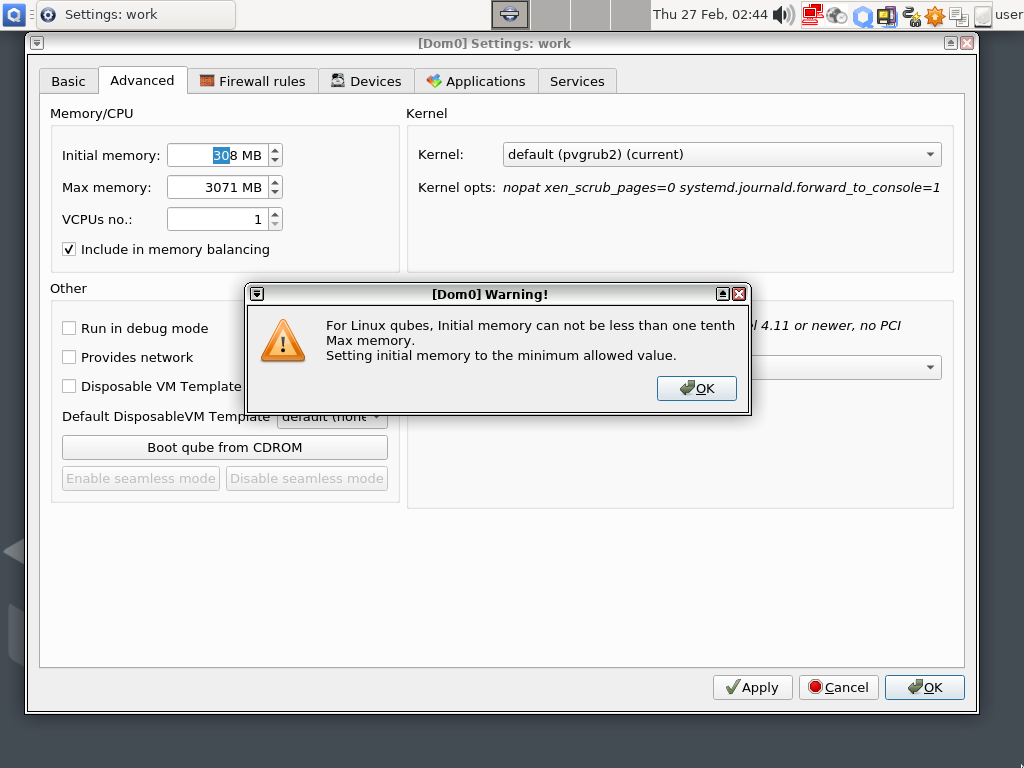 Settings: work
Thu 27 Feb, 02:44
user
[Dom0] Settings: work
Basic
Advanced
Firewall rules
Devices
Applications
Services
Memory/CPU
Initial memory: 308 MB
Max memory: 3071 MB
VCPUs no.: 1
Include in memory balancing
Kernel
Kernel: default (pvgrub2) (current)
Kernel opts: nopat xen_scrub_pages=0 systemd.journald.forward_to_console=1
Other
Run in debug mode
Provides network
Disposable VM Template
Default DisposableVM Template default (none
Boot qube from CDROM
Enable seamless mode
Disable seamless mode
4.11 or newer, no PCI
[Dom0] Warning!
For Linux qubes, Initial memory can not be less than one tenth
Max memory.
Setting initial memory to the minimum allowed value.
OK
Apply
Cancel
OK